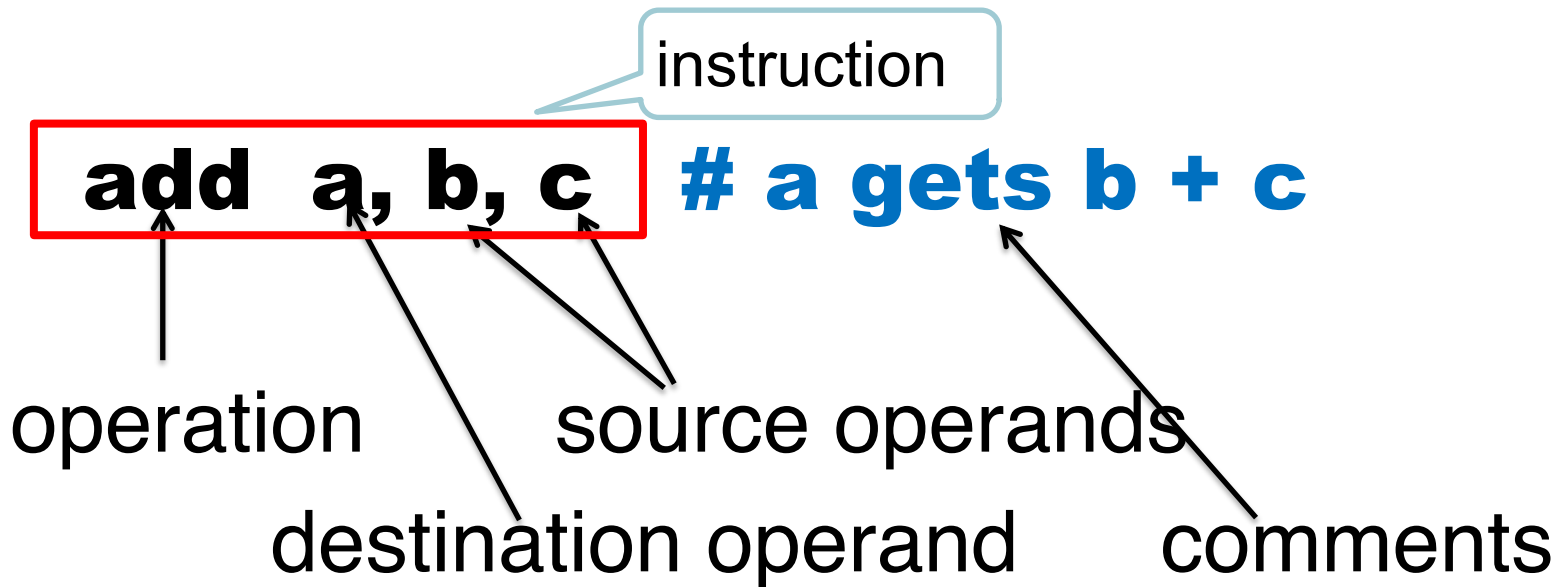 instruction
add a, b, c # a gets b + c
operation source operands
destination operand comments